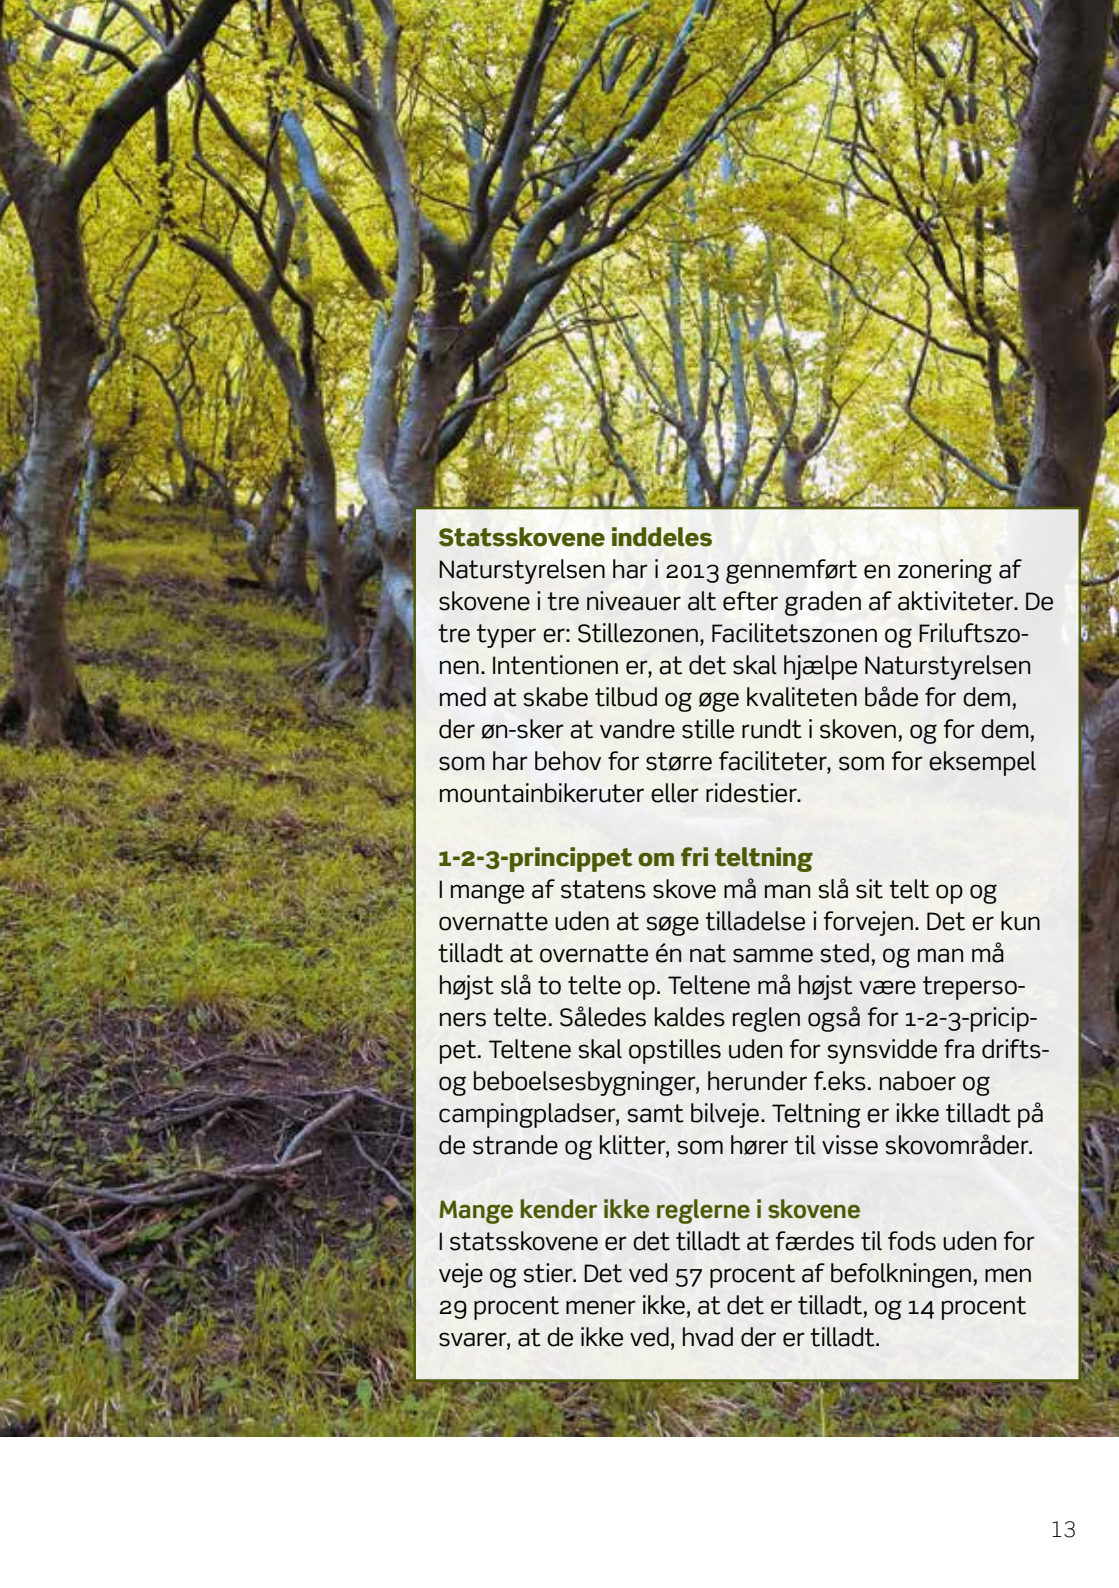 Statsskovene inddeles
Naturstyrelsen har i 2013 gennemført en zonering af
skovene i tre niveauer alt efter graden af aktiviteter. De
tre typer er: Stillezonen, Facilitetszonen og Friluftszo-
nen. Intentionen er, at det skal hjælpe Naturstyrelsen
med at skabe tilbud og øge kvaliteten både for dem,
der øn-sker at vandre stille rundt i skoven, og for dem,
som har behov for større faciliteter, som for eksempel
mountainbikeruter eller ridestier.
1-2-3-princippet om fri teltning
I mange af statens skove må man slå sit telt op og
overnatte uden at søge tilladelse i forvejen. Det er kun
tilladt at overnatte én nat samme sted, og man må
højst slå to telte op. Teltene må højst være treperso-
ners telte. Således kaldes reglen også for 1-2-3-pricip-
pet. Teltene skal opstilles uden for synsvidde fra drifts-
og beboelsesbygninger, herunder f.eks. naboer og
campingpladser, samt bilveje. Teltning er ikke tilladt på
de strande og klitter, som hører til visse skovområder.
Mange kender ikke reglerne i skovene
I statsskovene er det tilladt at færdes til fods uden for
veje og stier. Det ved 57 procent af befolkningen, men
29 procent mener ikke, at det er tilladt, og 14 procent
svarer, at de ikke ved, hvad der er tilladt.
13